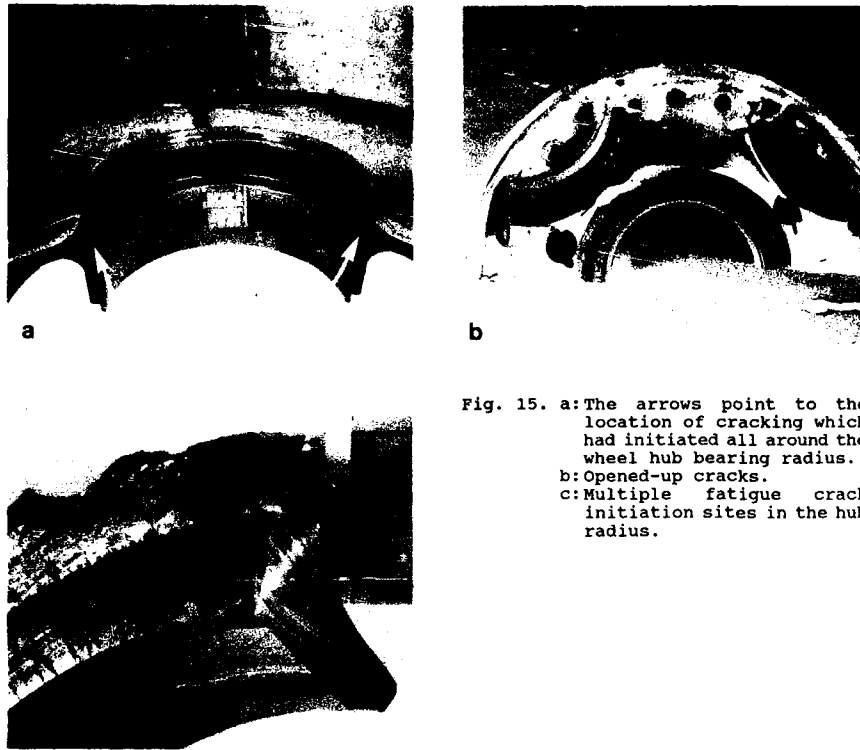 a
b
Fig. 15. a:The arrows point to the
location of cracking which
had initiated all around the
wheel hub bearing radius.
b:Opened-up cracks.
c:Multiple fatigue crack
initiation sites in the hub
radius.